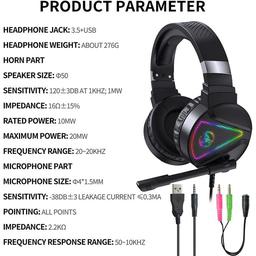 PRODUCT PARAMETER
HEADPHONE JACK: 3.5+USB
HEADPHONE WEIGHT: ABOUT 276G
HORN PART
SPEAKER SIZE: Φ50
SENSITIVITY: 120±3DB AT 1KHZ; 1MW
IMPEDANCE: 16Ω±15%
RATED POWER: 10MW
MAXIMUM POWER: 20MW
FREQUENCY RANGE: 20~20KHZ
MICROPHONE PART
MICROPHONE SIZE: Φ4*1.5MM
SENSITIVITY: -38DB±3 LEAKAGE CURRENT ≤0.3MA
POINTING: ALL POINTS
IMPEDANCE: 2.2KΩ
FREQUENCY RESPONSE RANGE: 50~10KHZ